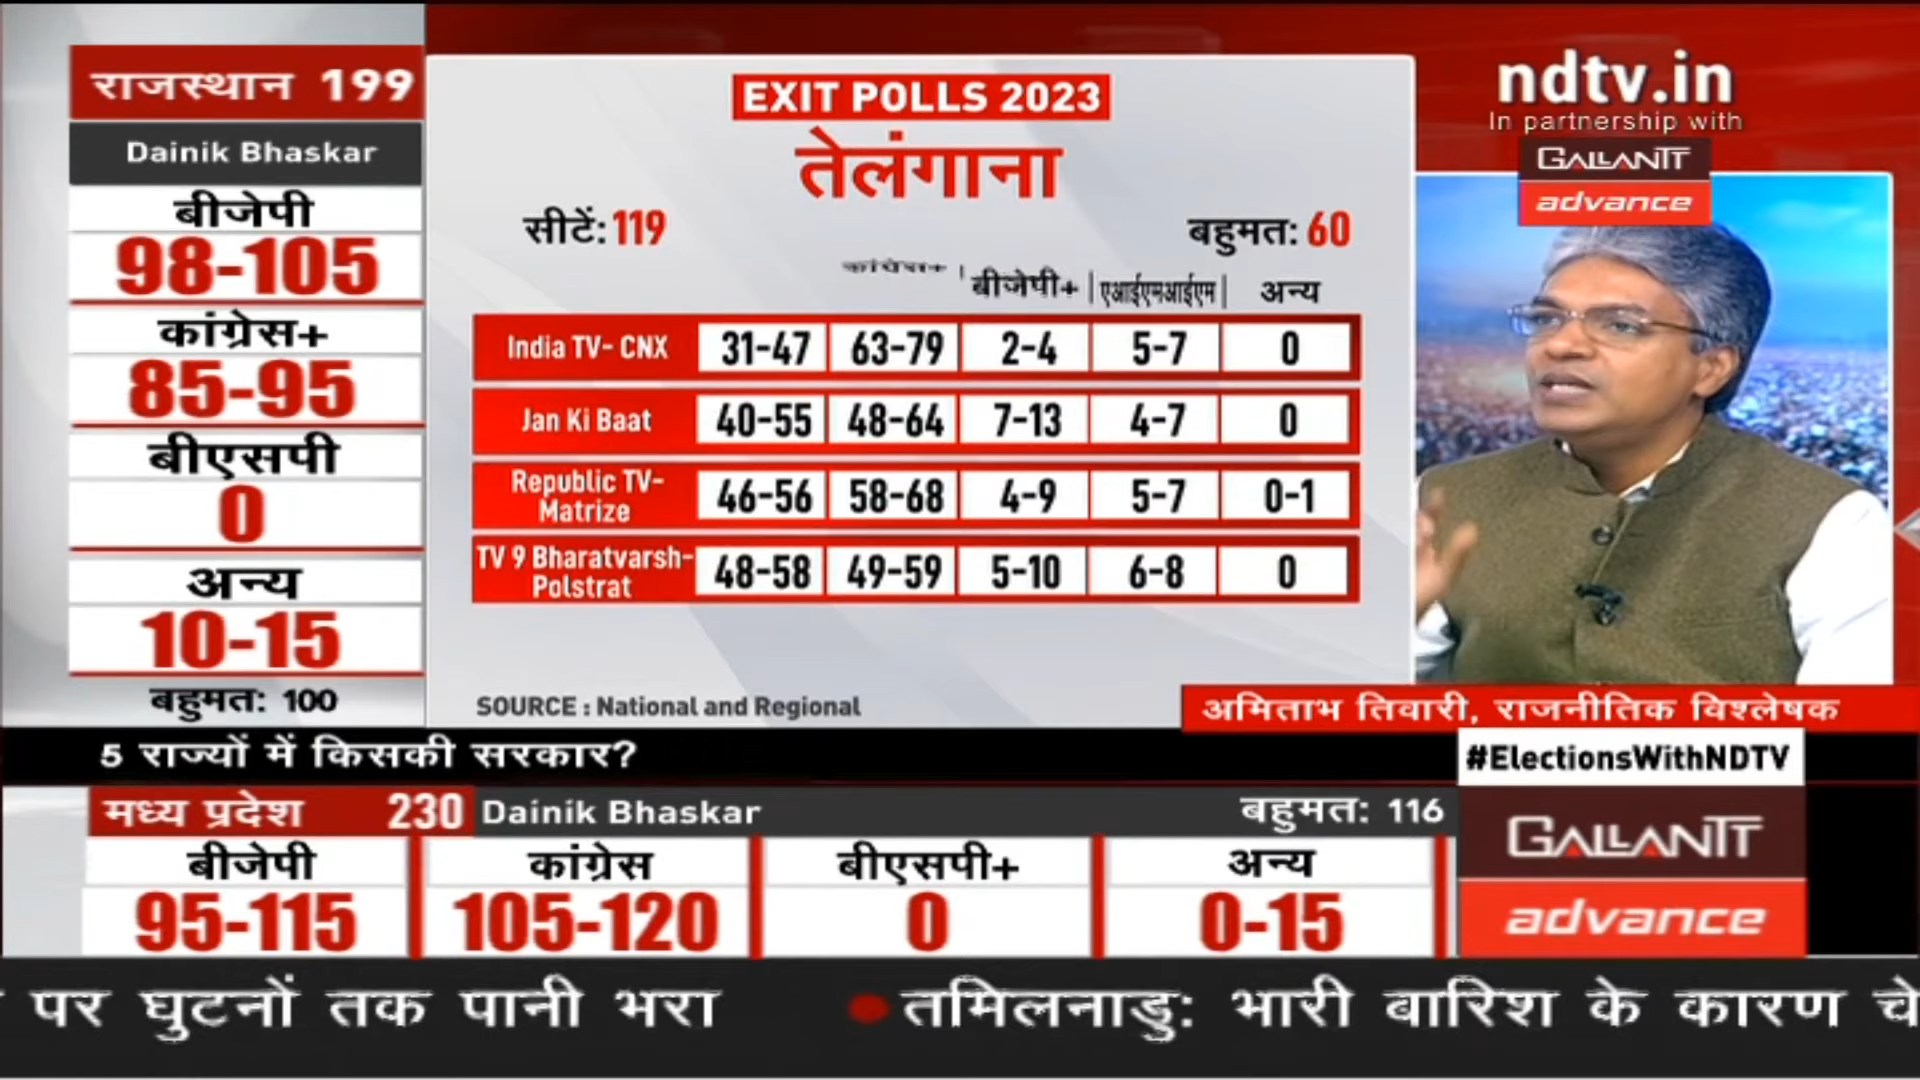 राजस्थान 199
Dainik Bhaskar
बीजेपी
98-105
कांग्रेस+
85-95
बीएसपी
0
अन्य
10-15
बहुमत: 100
EXIT POLLS 2023
तेलंगाना
सीटें: 119 बहुमत: 60
कांग्रेस+ | बीजेपी+ | एआईएमआईएम | अन्य
India TV- CNX 31-47 63-79 2-4 5-7 0
Jan Ki Baat 40-55 48-64 7-13 4-7 0
Republic TV- Matrize 46-56 58-68 4-9 5-7 0-1
TV 9 Bharatvarsh- Polstrat 48-58 49-59 5-10 6-8 0
SOURCE : National and Regional
ndtv.in
In partnership with
GALLANTT
advance
अमिताभ तिवारी, राजनीतिक विश्लेषक
5 राज्यों में किसकी सरकार?
#ElectionsWithNDTV
मध्य प्रदेश 230 Dainik Bhaskar बहुमत: 116
बीजेपी कांग्रेस बीएसपी+ अन्य
95-115 105-120 0 0-15
GALLANTT
advance
पर घुटनों तक पानी भरा • तमिलनाडु: भारी बारिश के कारण चे